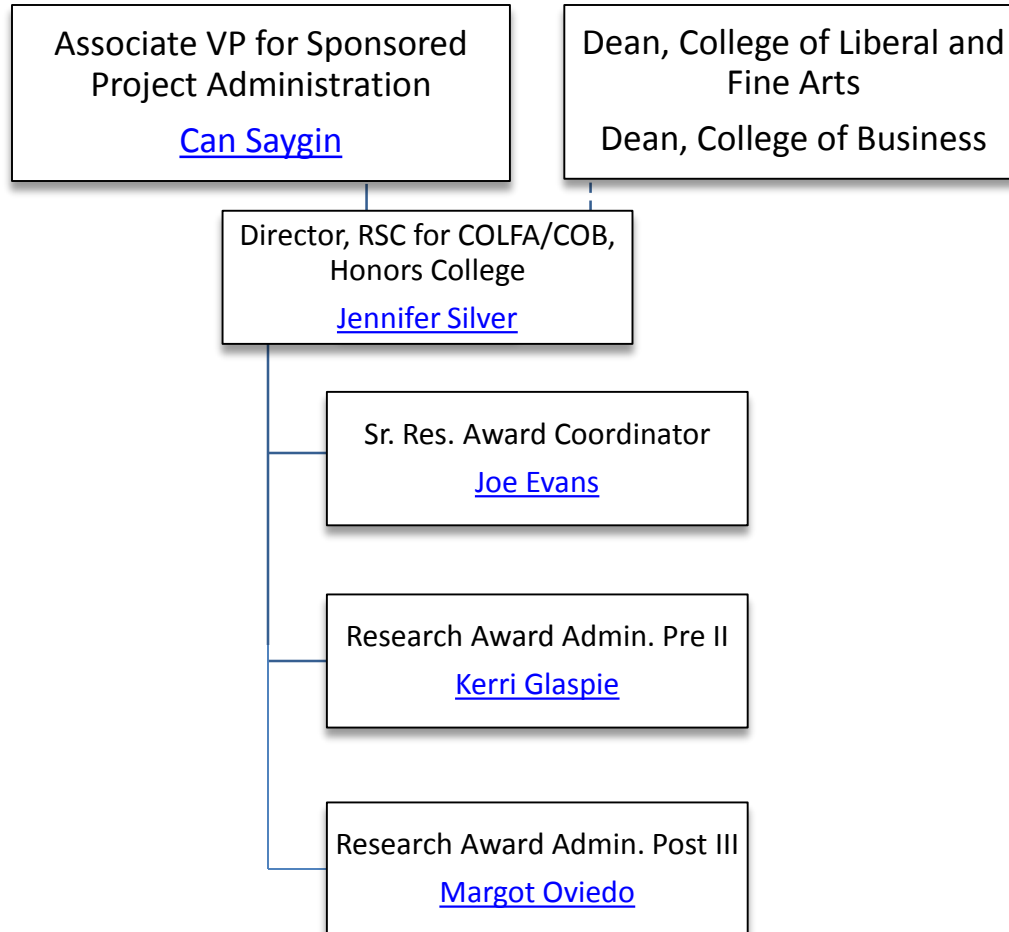 Associate VP for Sponsored
Project Administration
Can Saygin
Dean, College of Liberal and
Fine Arts
Dean, College of Business
Director, RSC for COLFA/COB,
Honors College
Jennifer Silver
Sr. Res. Award Coordinator
Joe Evans
Research Award Admin. Pre II
Kerri Glaspie
Research Award Admin. Post III
Margot Oviedo